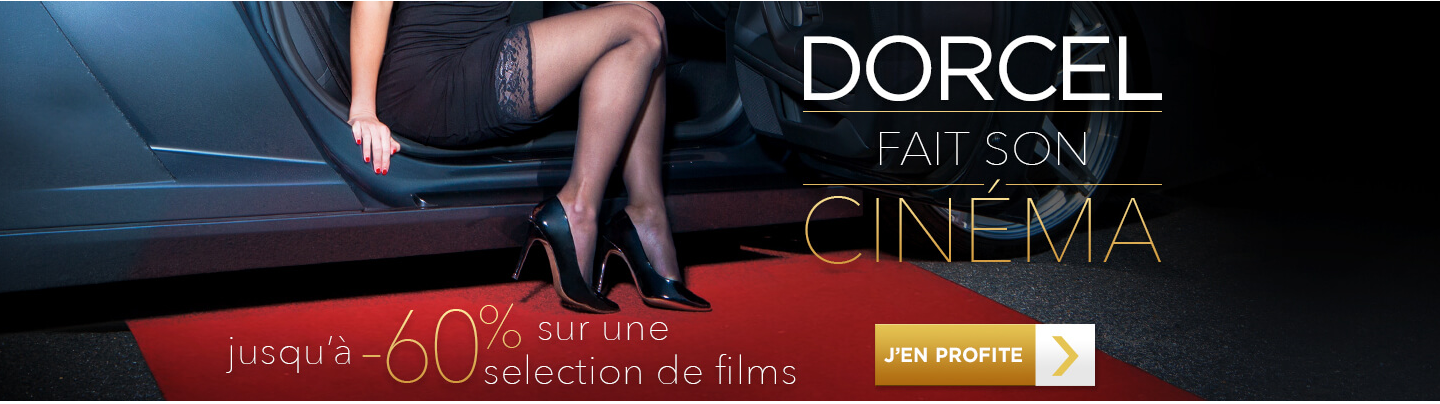 DORCEL
FAIT SON
CINÉMA
jusqu'à -60% sur une
selection de films
J'EN PROFITE